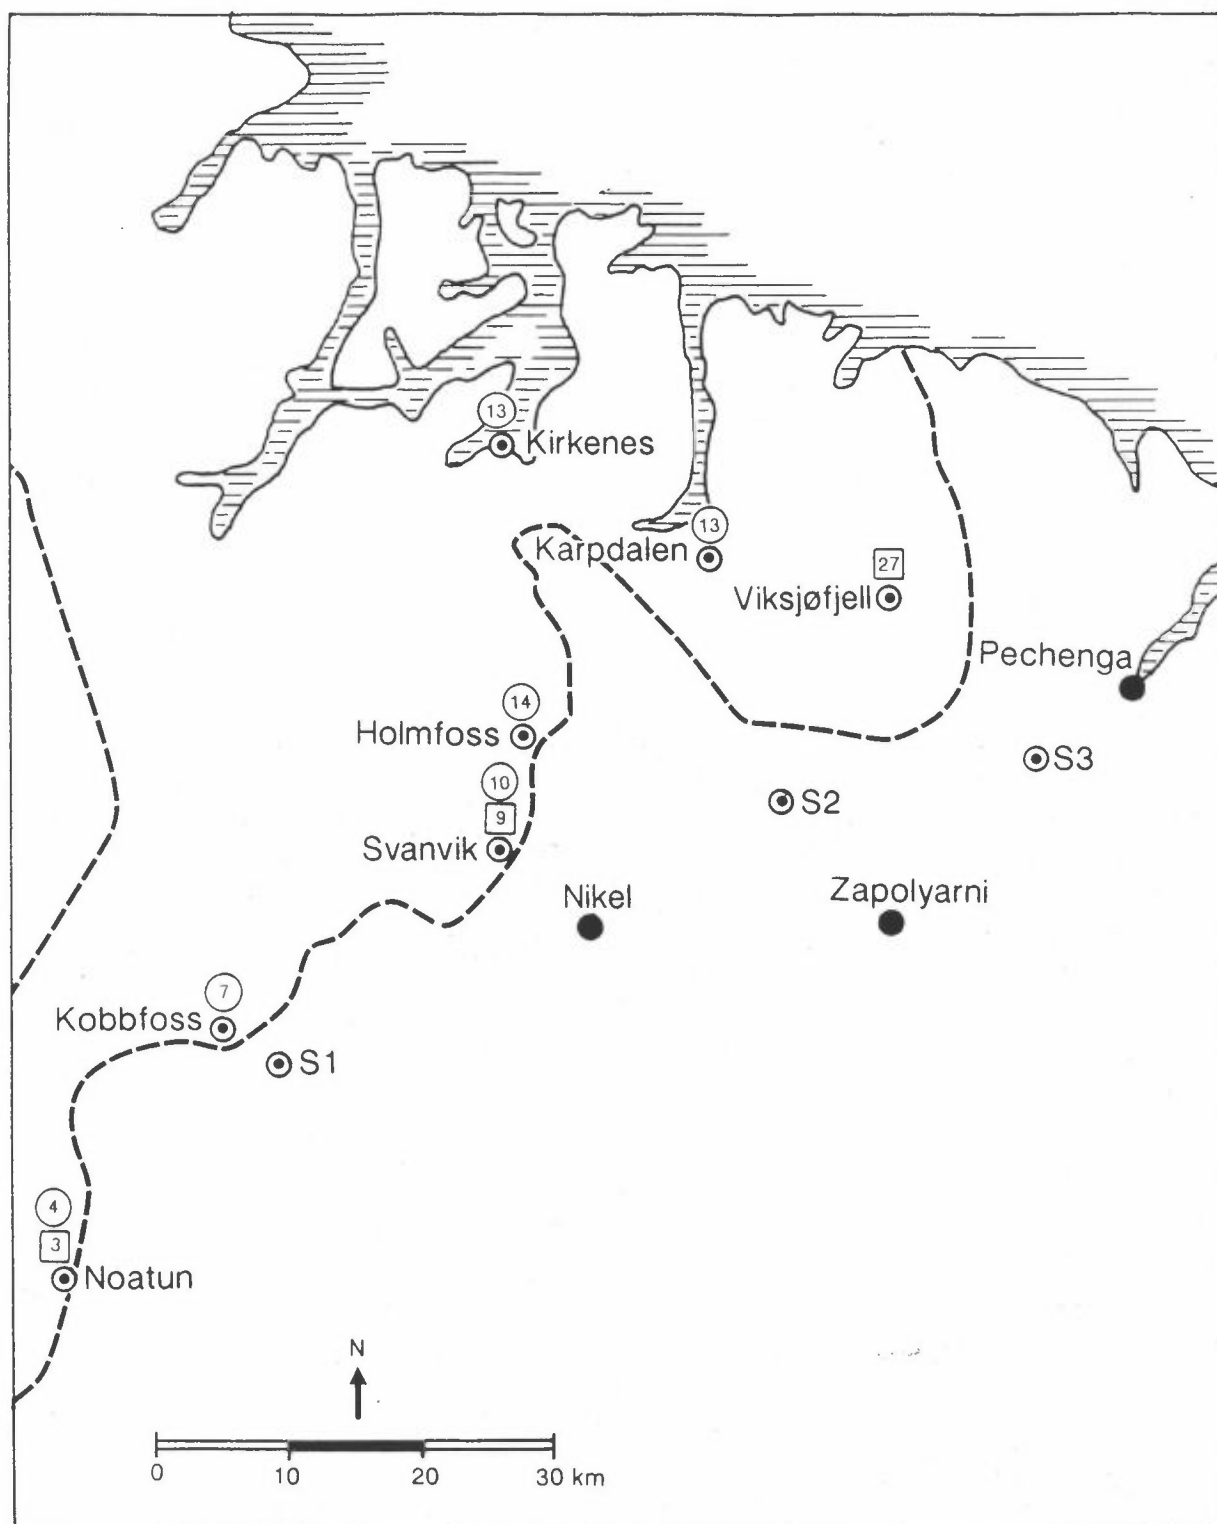 13
Kirkenes
13
Karpdalen
27
Viksjøfjell
Pechenga
14
Holmfoss
S3
10
9
S2
Svanvik
Nikel
Zapolyarni
7
Kobbfoss
S1
4
3
Noatun
N
0 10 20 30 km